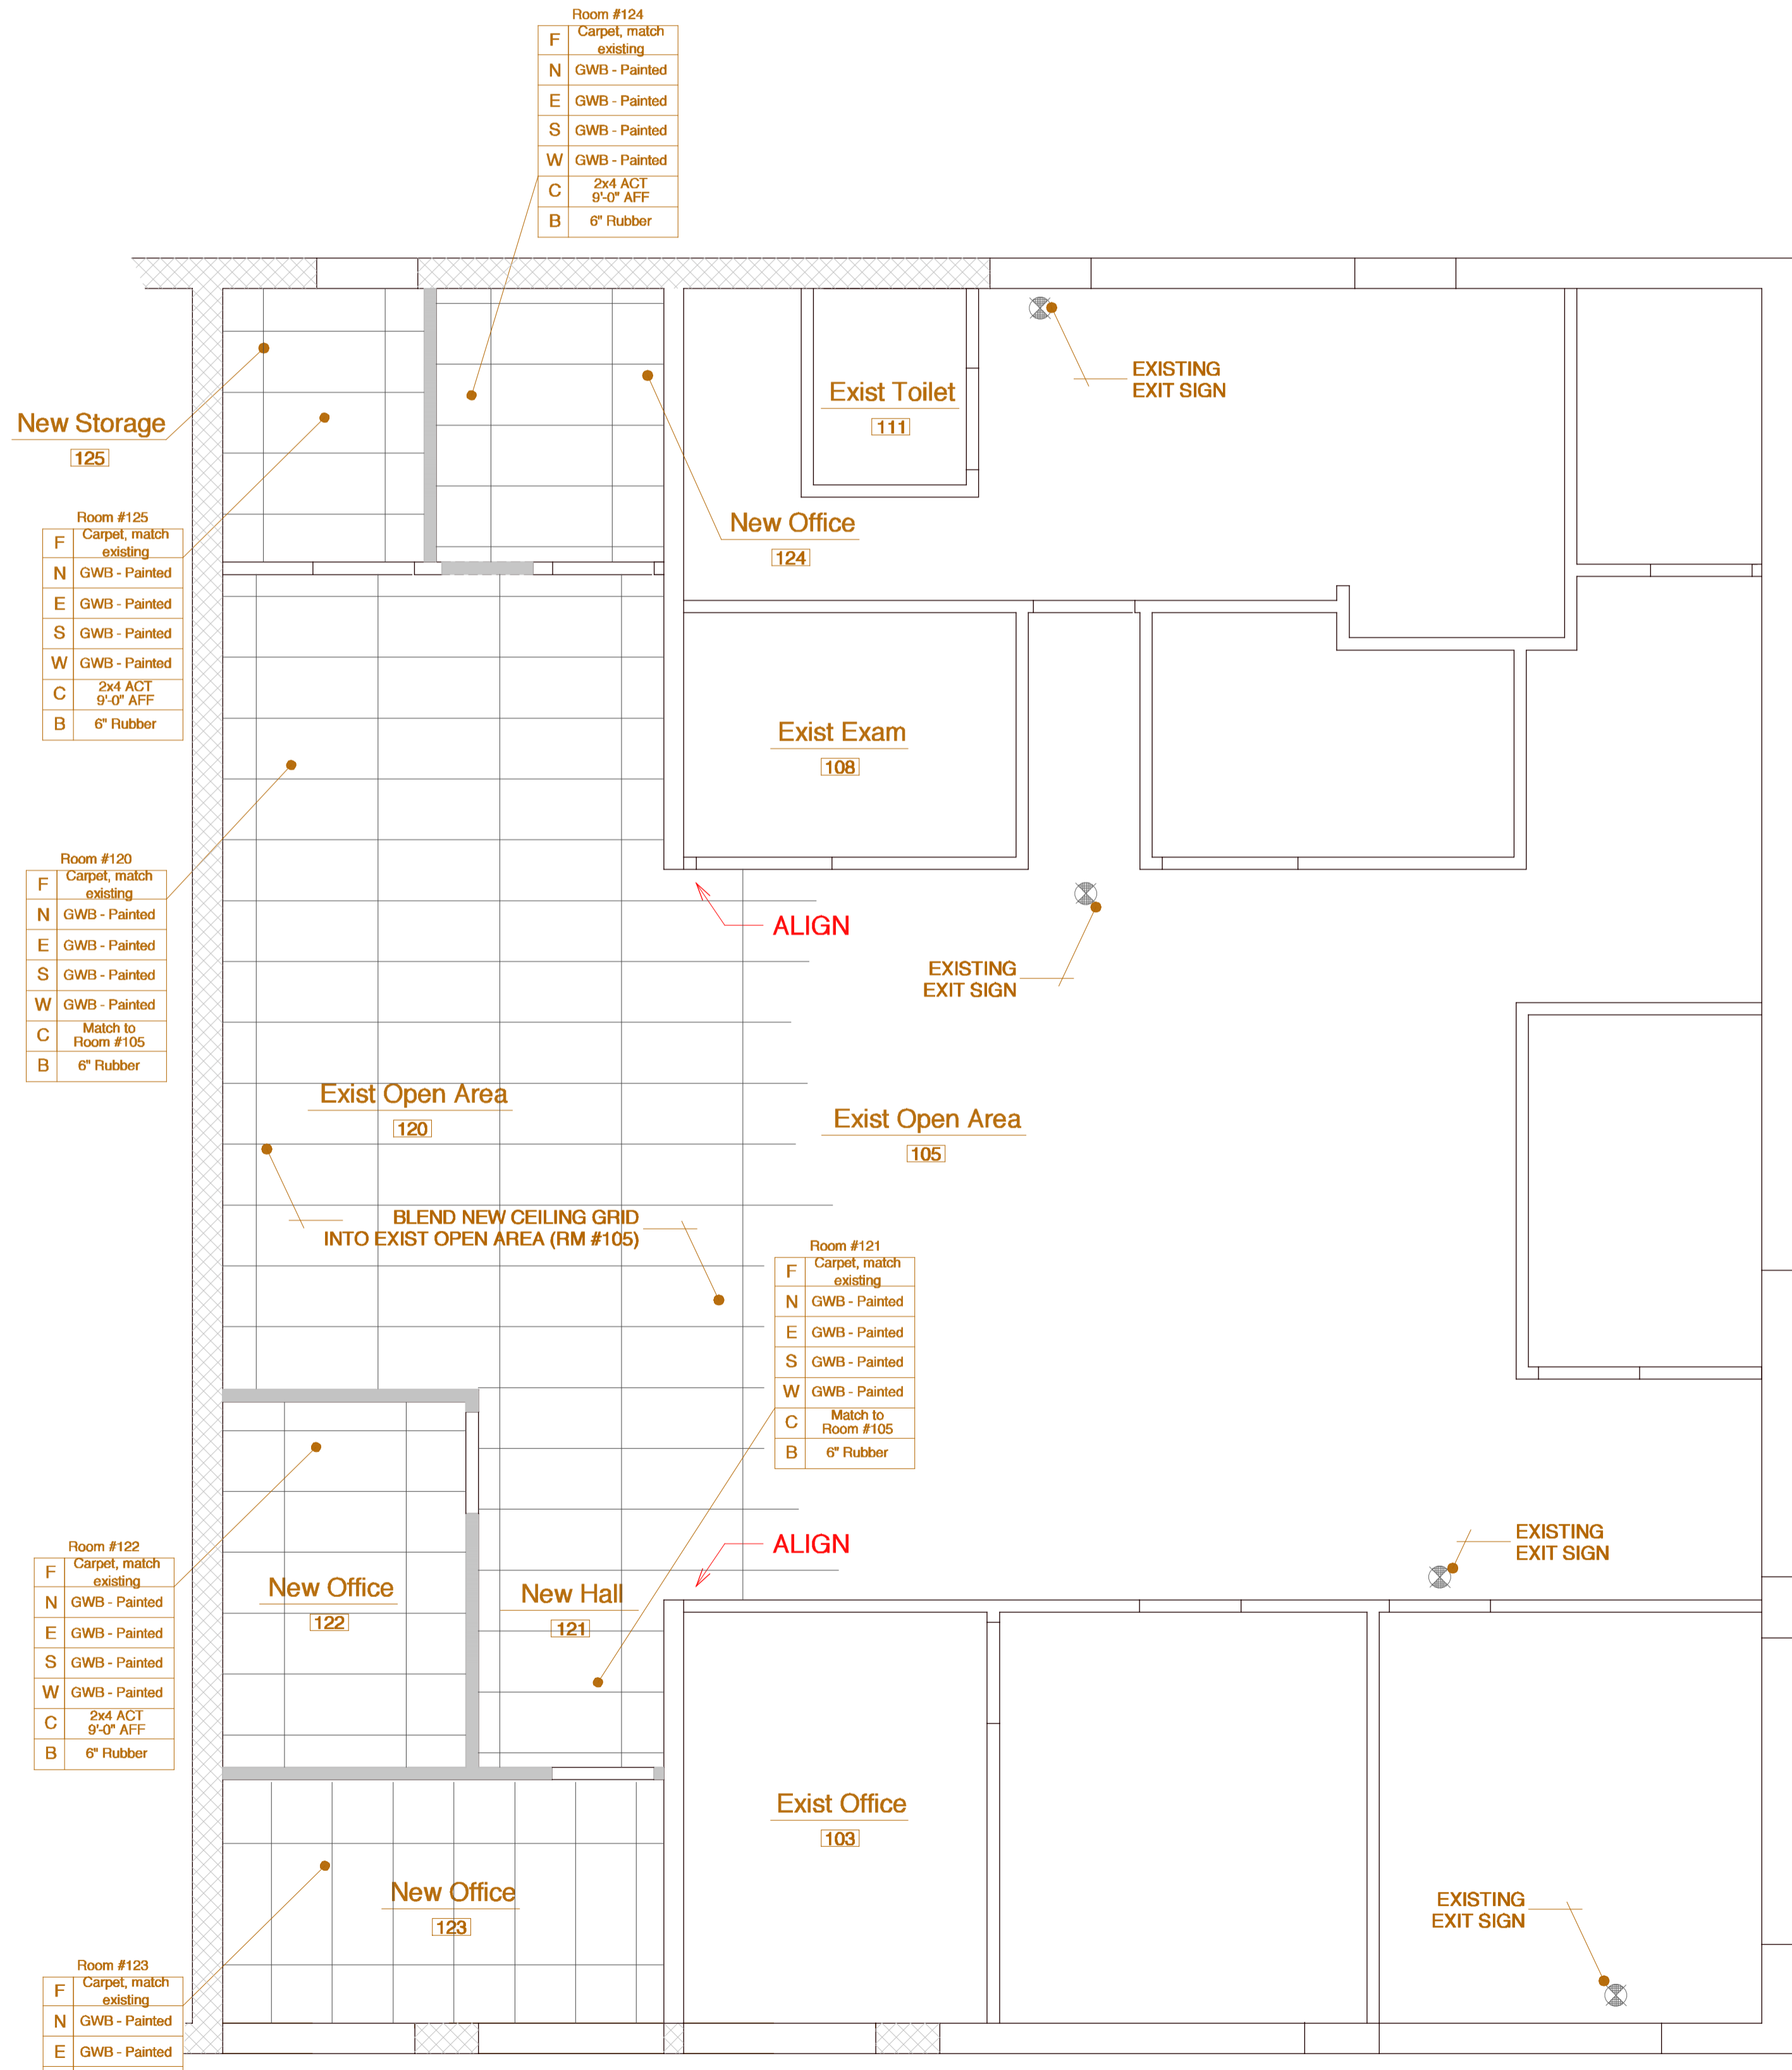 Room #124
F Carpet, match
existing
N GWB - Painted
E GWB - Painted
S GWB - Painted
W GWB - Painted
C 2x4 ACT
9'-0" AFF
B 6" Rubber
EXISTING
EXIT SIGN
Exist Toilet
111
New Storage
125
New Office
124
Room #125
F Carpet, match
existing
N GWB - Painted
E GWB - Painted
S GWB - Painted
W GWB - Painted
C 2x4 ACT
9'-0" AFF
B 6" Rubber
Exist Exam
108
Room #120
F Carpet, match
existing
N GWB - Painted
E GWB - Painted
S GWB - Painted
W GWB - Painted
C Match to
Room #105
B 6" Rubber
ALIGN
EXISTING
EXIT SIGN
Exist Open Area
120
Exist Open Area
105
BLEND NEW CEILING GRID
INTO EXIST OPEN AREA (RM #105)
Room #121
F Carpet, match
existing
N GWB - Painted
E GWB - Painted
S GWB - Painted
W GWB - Painted
C Match to
Room #105
B 6" Rubber
ALIGN
EXISTING
EXIT SIGN
Room #122
F Carpet, match
existing
N GWB - Painted
E GWB - Painted
S GWB - Painted
W GWB - Painted
C 2x4 ACT
9'-0" AFF
B 6" Rubber
New Office
122
New Hall
121
Exist Office
103
New Office
123
EXISTING
EXIT SIGN
Room #123
F Carpet, match
existing
N GWB - Painted
E GWB - Painted